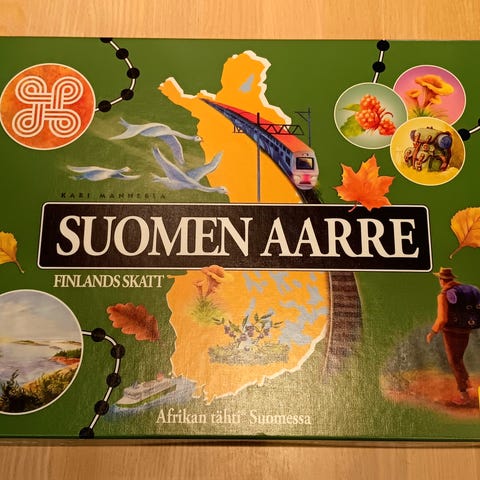 KARI MANNERLA
SUOMEN AARRE
FINLANDS SKATT
Afrikan tähti Suomessa